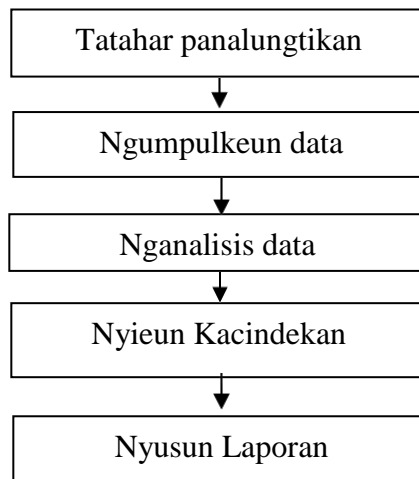 Tatahar panalungtikan
Ngumpulkeun data
Nganalisis data
Nyieun Kacindekan
Nyusun Laporan